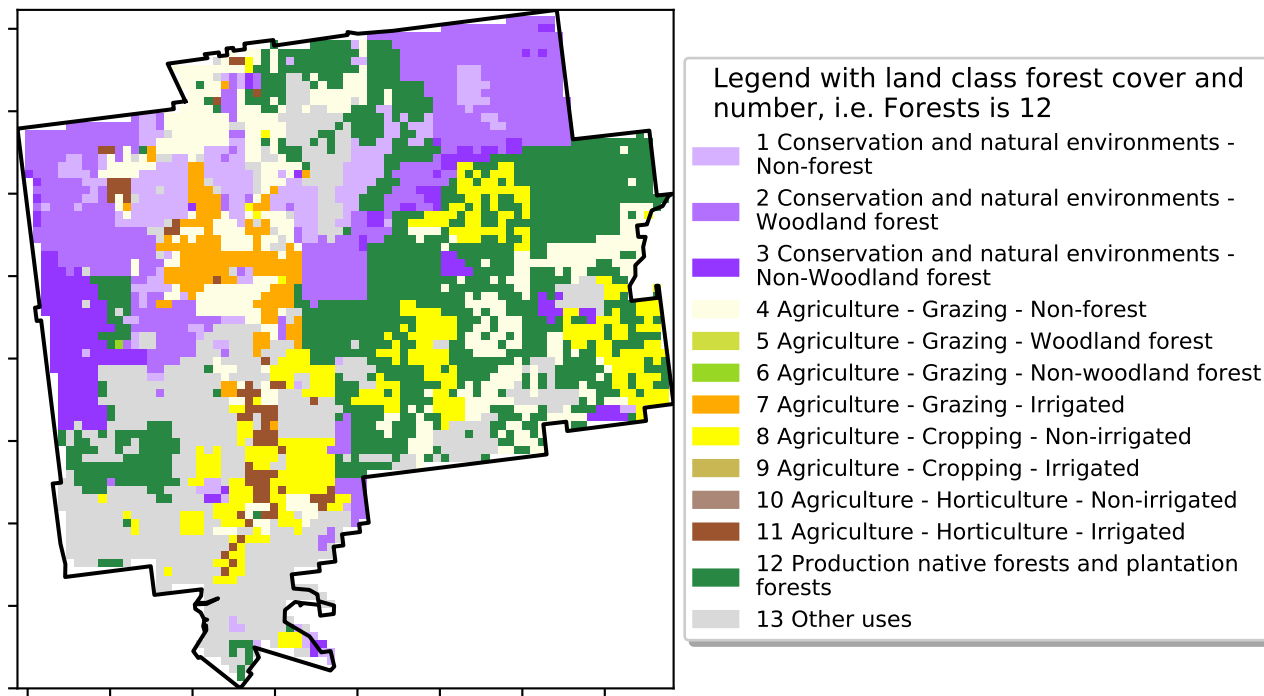 Legend with land class forest cover and
number, i.e. Forests is 12
1 Conservation and natural environments -
Non-forest
2 Conservation and natural environments -
Woodland forest
3 Conservation and natural environments -
Non-Woodland forest
4 Agriculture - Grazing - Non-forest
5 Agriculture - Grazing - Woodland forest
6 Agriculture - Grazing - Non-woodland forest
7 Agriculture - Grazing - Irrigated
8 Agriculture - Cropping - Non-irrigated
9 Agriculture - Cropping - Irrigated
10 Agriculture - Horticulture - Non-irrigated
11 Agriculture - Horticulture - Irrigated
12 Production native forests and plantation
forests
13 Other uses